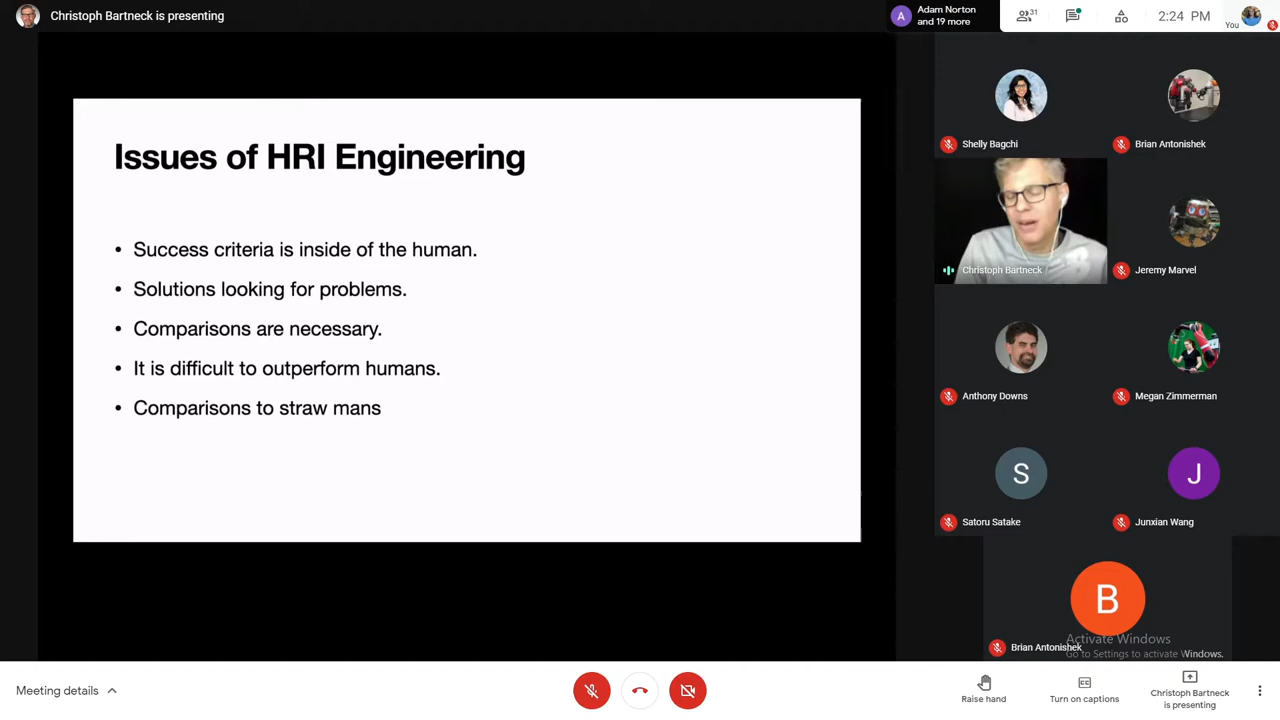 Christoph Bartneck is presenting
Adam Norton
and 19 more
31
2:24 PM
You
A
Issues of HRI Engineering
• Success criteria is inside of the human.
• Solutions looking for problems.
• Comparisons are necessary.
• It is difficult to outperform humans.
• Comparisons to straw mans
Shelly Bagchi
Brian Antonishek
Christoph Bartneck
Jeremy Marvel
Anthony Downs
Megan Zimmerman
S
J
Satoru Satake
Junxian Wang
B
Brian Antonishek
Activate Windows
Go to Settings to activate Windows.
Meeting details
Raise hand
Turn on captions
Christoph Bartneck
is presenting